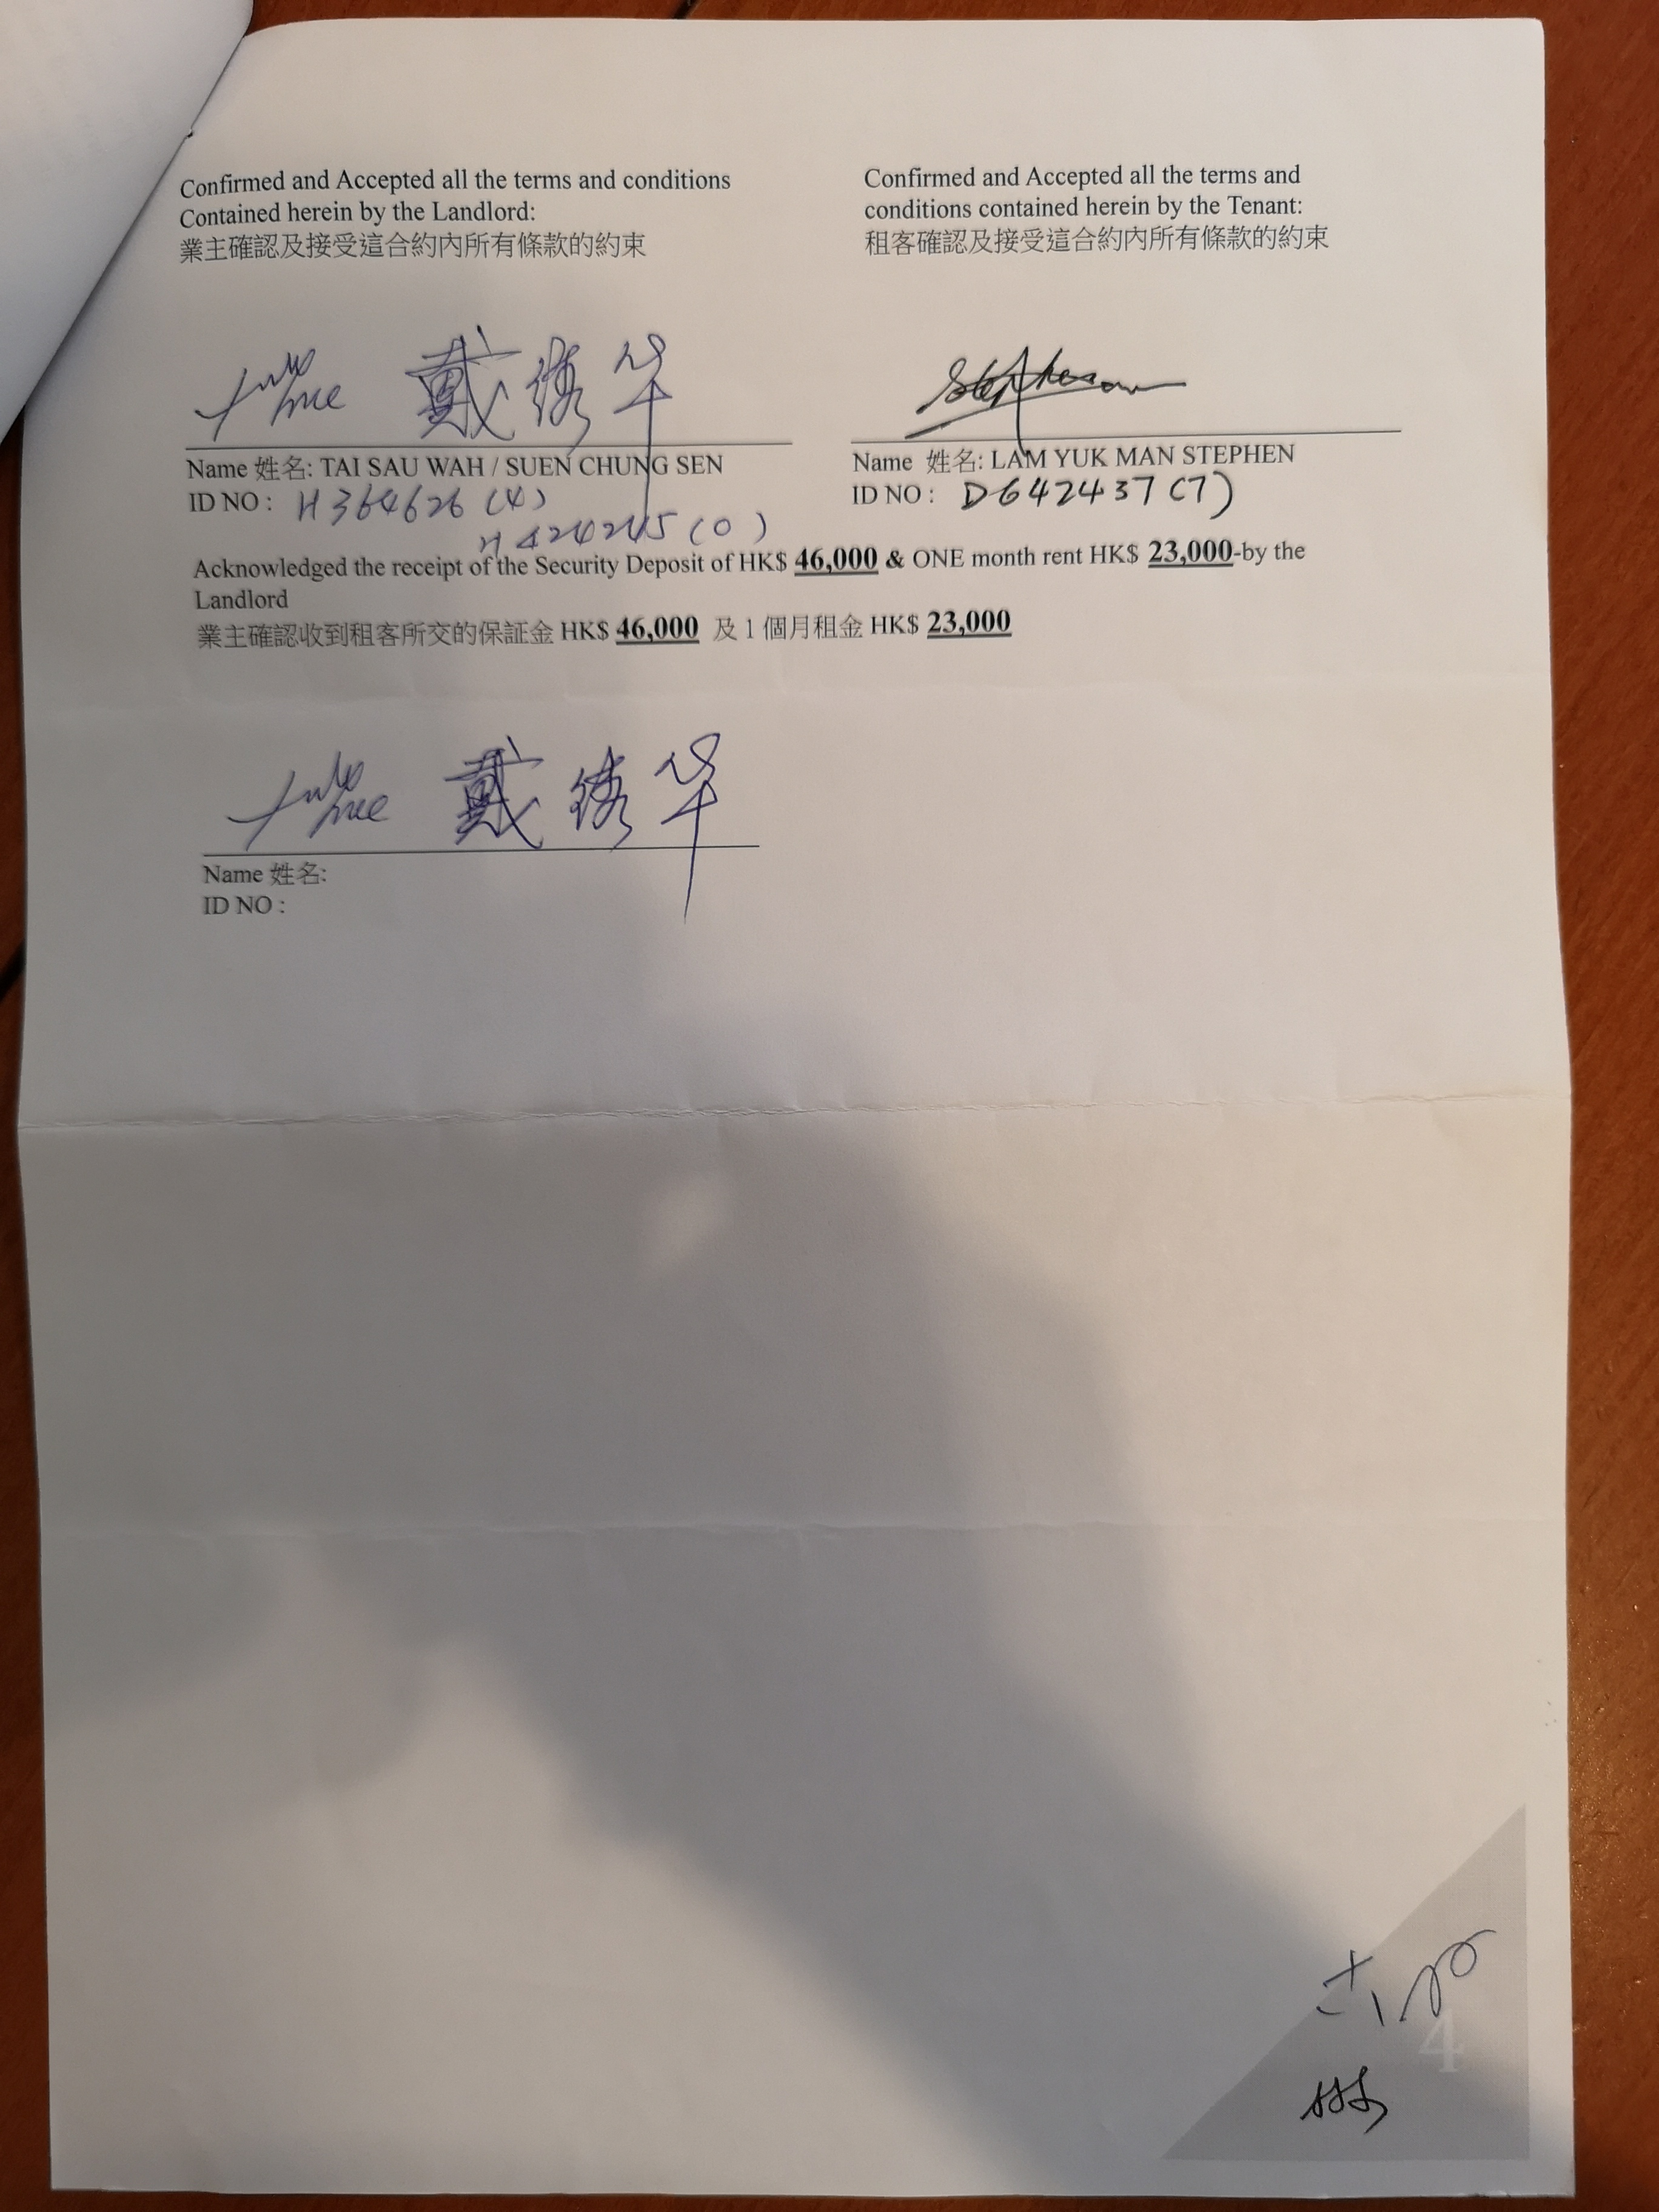 Confirmed and Accepted all the terms and conditions
Contained herein by the Landlord:
業主確認及接受這合約內所有條款的約束
戴綉华
Name 姓名: TAI SAU WAH / SUEN CHUNG SEN
ID NO : H364626(4)
H424245(0)
Confirmed and Accepted all the terms and
conditions contained herein by the Tenant:
租客確認及接受這合約內所有條款的約束
Name 姓名: LAM YUK MAN STEPHEN
ID NO : D642437(7)
Acknowledged the receipt of the Security Deposit of HK$ 46,000 & ONE month rent HK$ 23,000-by the
Landlord
業主確認收到租客所交的保証金 HK$ 46,000 及 1 個月租金 HK$ 23,000
戴綉华
Name 姓名:
ID NO :
4